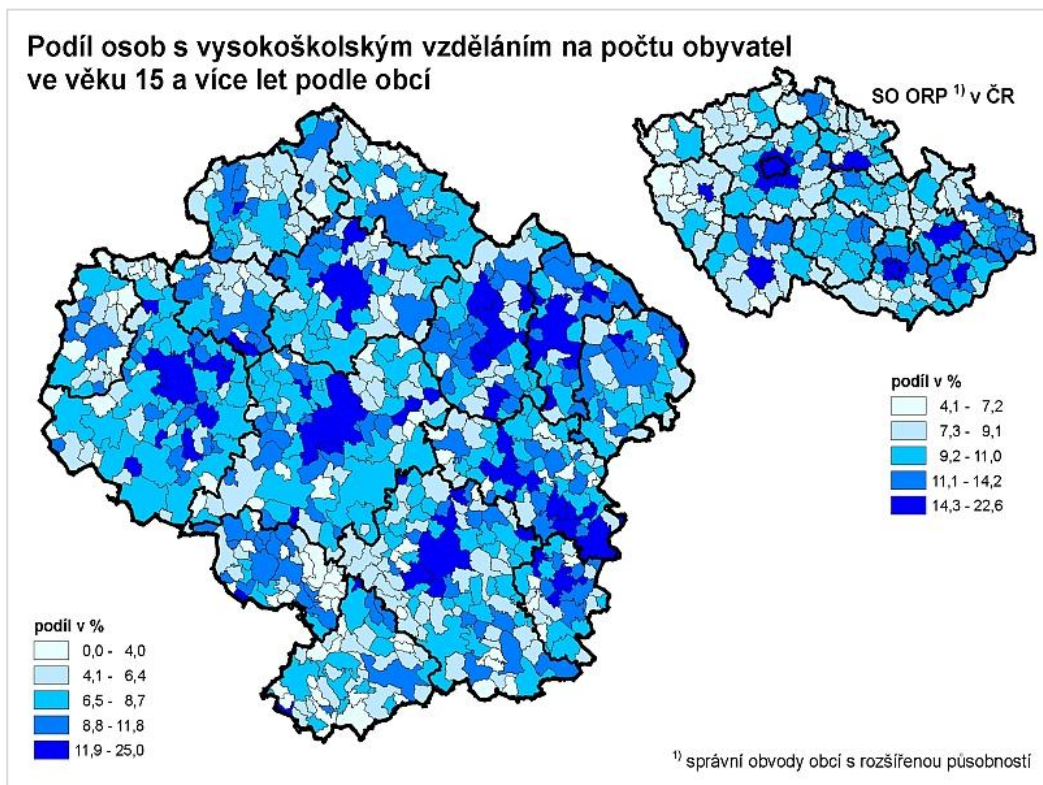 Podíl osob s vysokoškolským vzděláním na počtu obyvatel
ve věku 15 a více let podle obcí
SO ORP 1) v ČR
podíl v %
4,1 - 7,2
7,3 - 9,1
9,2 - 11,0
11,1 - 14,2
14,3 - 22,6
podíl v %
0,0 - 4,0
4,1 - 6,4
6,5 - 8,7
8,8 - 11,8
11,9 - 25,0
1) správní obvody obcí s rozšířenou působností